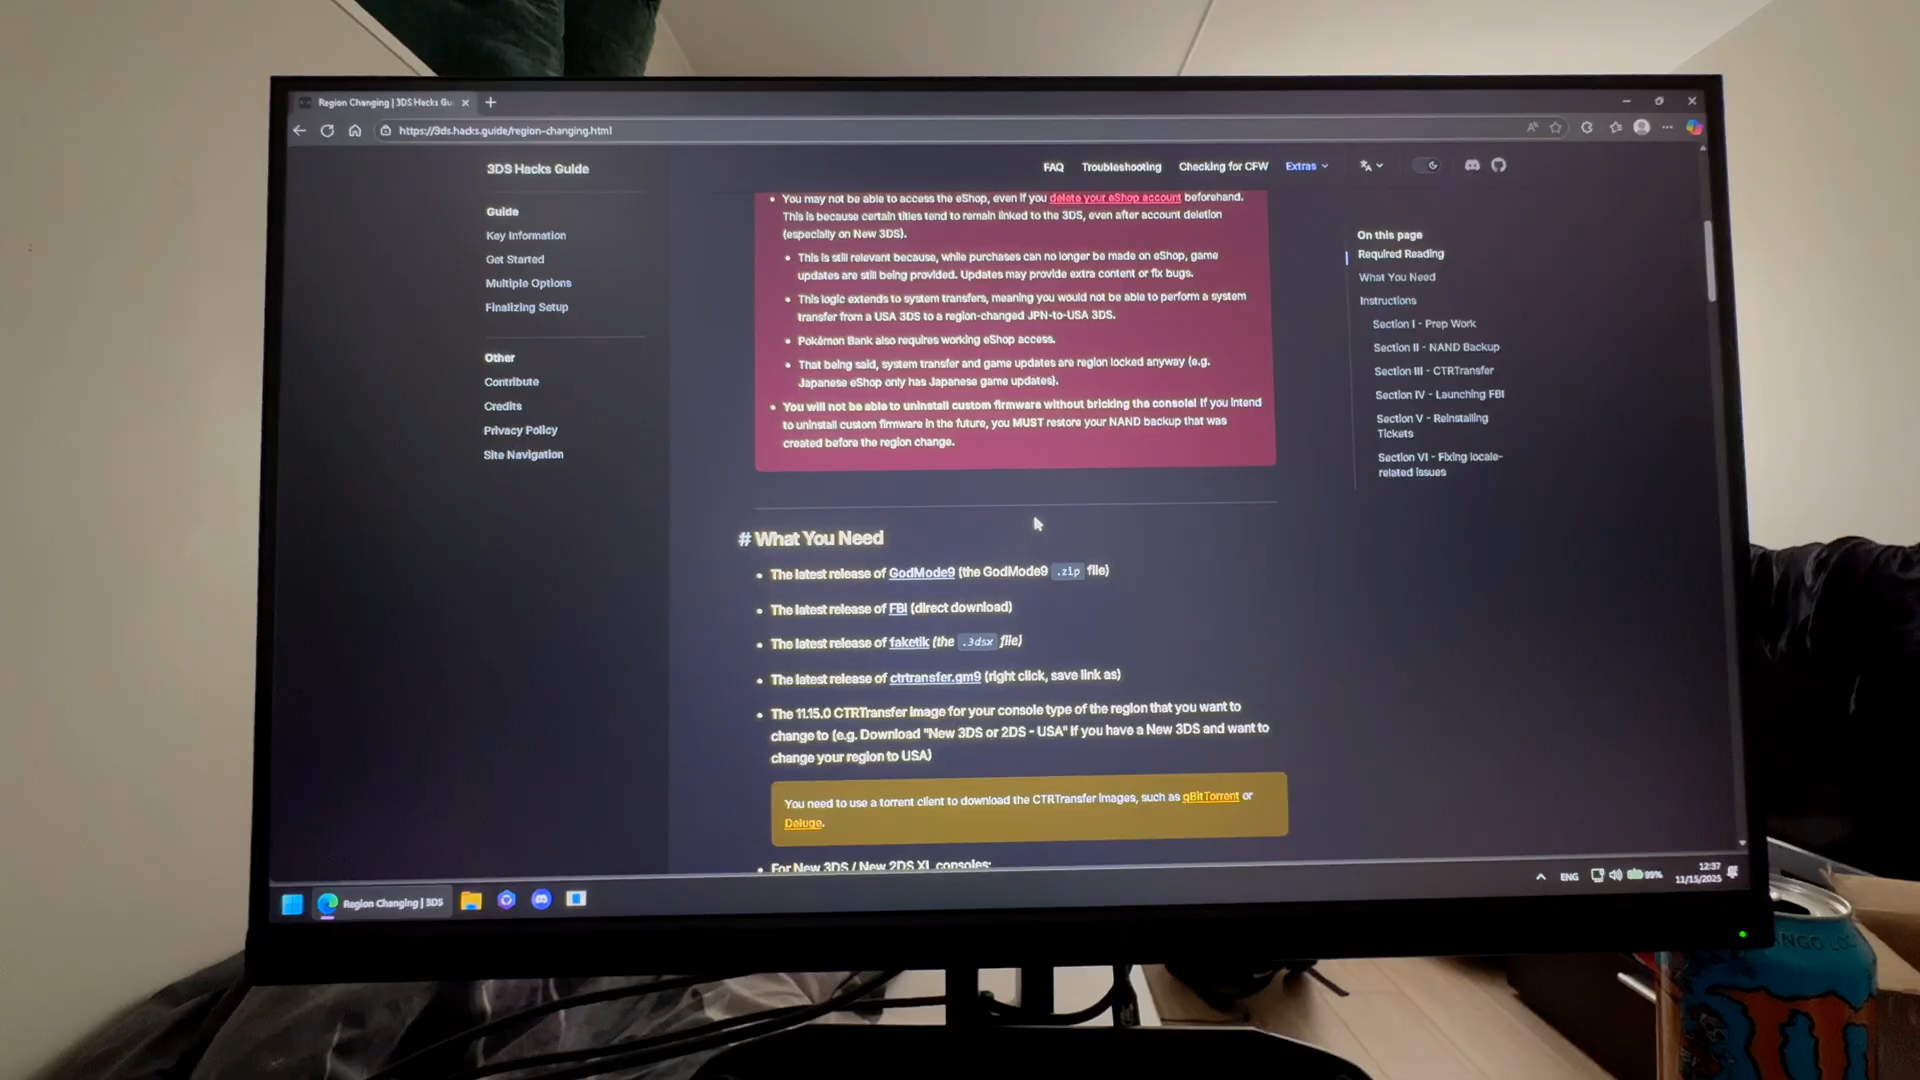 Region Changing | 3DS Hacks Gu
https://3ds.hacks.guide/region-changing.html
3DS Hacks Guide
FAQ
Troubleshooting
Checking for CFW
Extras
Guide
Key Information
Get Started
Multiple Options
Finalizing Setup
Other
Contribute
Credits
Privacy Policy
Site Navigation
You may not be able to access the eShop, even if you delete your eShop account beforehand.
This is because certain titles tend to remain linked to the 3DS, even after account deletion
(especially on New 3DS).
This is still relevant because, while purchases can no longer be made on eShop, game
updates are still being provided. Updates may provide extra content or fix bugs.
This logic extends to system transfers, meaning you would not be able to perform a system
transfer from a USA 3DS to a region-changed JPN-to-USA 3DS.
Pokémon Bank also requires working eShop access.
That being said, system transfer and game updates are region locked anyway (e.g.
Japanese eShop only has Japanese game updates).
You will not be able to uninstall custom firmware without bricking the console! If you intend
to uninstall custom firmware in the future, you MUST restore your NAND backup that was
created before the region change.
# What You Need
The latest release of GodMode9 (the GodMode9 .zip file)
The latest release of FBI (direct download)
The latest release of faketik (the .3dsx file)
The latest release of ctrtransfer.gm9 (right click, save link as)
The 11.15.0 CTRTransfer image for your console type of the region that you want to
change to (e.g. Download "New 3DS or 2DS - USA" if you have a New 3DS and want to
change your region to USA)
You need to use a torrent client to download the CTRTransfer images, such as qBitTorrent or
Deluge.
For New 3DS / New 2DS XL consoles:
On this page
Required Reading
What You Need
Instructions
Section I - Prep Work
Section II - NAND Backup
Section III - CTRTransfer
Section IV - Launching FBI
Section V - Reinstalling
Tickets
Section VI - Fixing locale-
related issues
Region Changing | 3DS
ENG
99%
12:37
11/15/2025
ANGO LOC